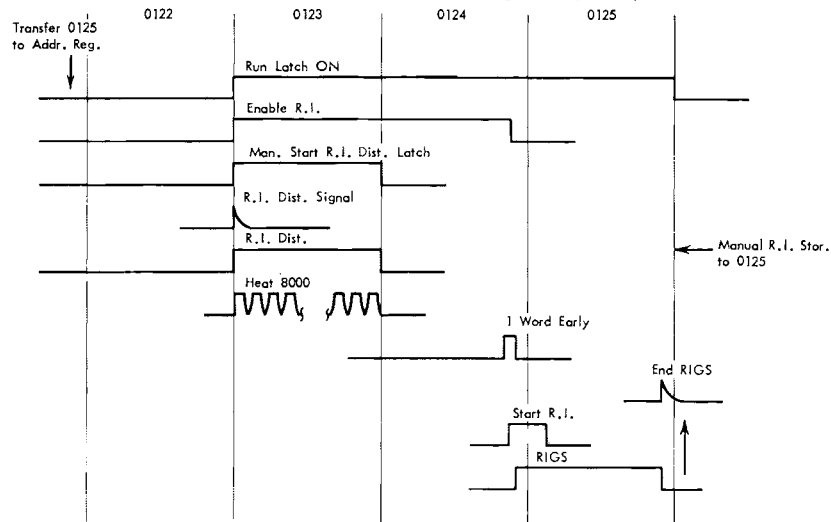 0122
0123
0124
0125
Transfer 0125
to Addr. Reg.
Run Latch ON
Enable R.I.
Man. Start R.I. Dist. Latch
R.I. Dist. Signal
R.I. Dist.
Manual R.I. Stor.
to 0125
Heat 8000
1 Word Early
End RIGS
Start R.I.
RIGS